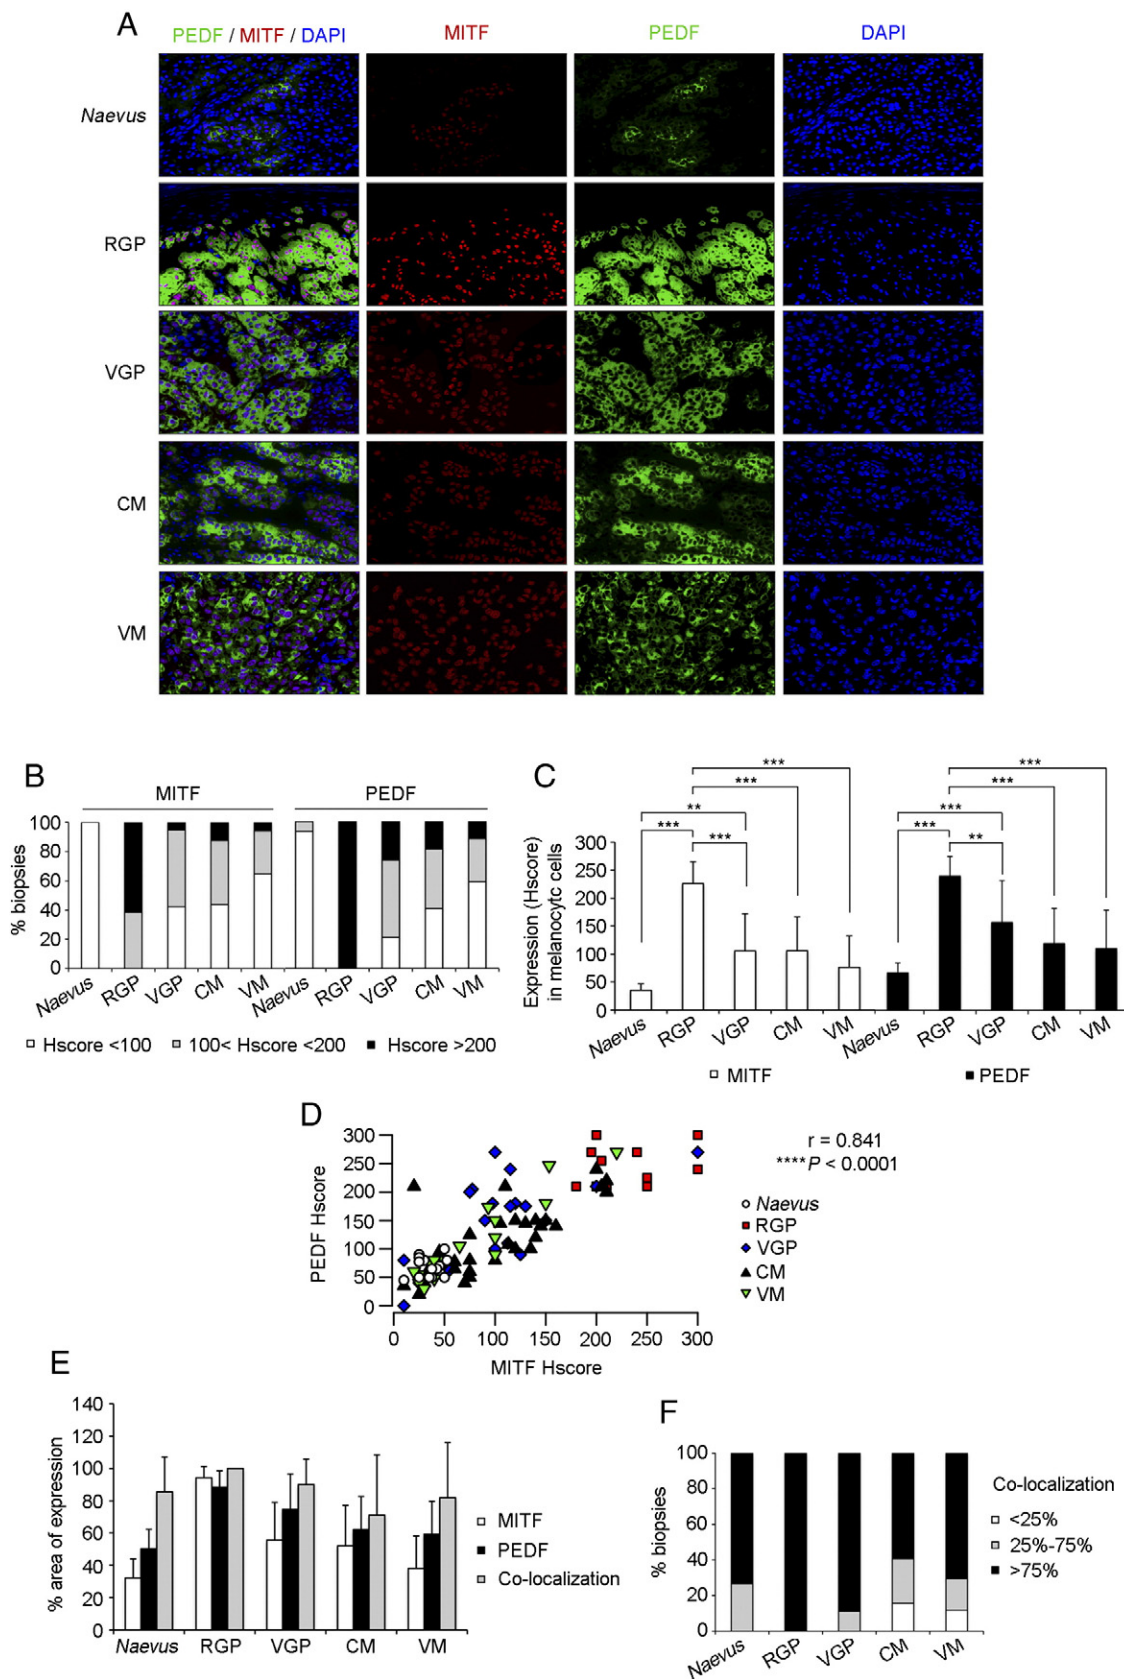 A
PEDF / MITF / DAPI
MITF
PEDF
DAPI
Naevus
RGP
VGP
CM
VM
B
MITF
PEDF
% biopsies
100
80
60
40
20
0
Naevus
RGP
VGP
CM
VM
Naevus
RGP
VGP
CM
VM
Hscore <100
100< Hscore <200
Hscore >200
C
***
***
**
***
***
***
***
***
***
**
Expression (Hscore)
in melanocytc cells
300
250
200
150
100
50
0
Naevus
RGP
VGP
CM
VM
Naevus
RGP
VGP
CM
VM
MITF
PEDF
D
PEDF Hscore
300
250
200
150
100
50
0
0
50
100
150
200
250
300
MITF Hscore
r = 0.841
****P < 0.0001
Naevus
RGP
VGP
CM
VM
E
% area of expression
140
120
100
80
60
40
20
0
Naevus
RGP
VGP
CM
VM
MITF
PEDF
Co-localization
F
% biopsies
100
80
60
40
20
0
Naevus
RGP
VGP
CM
VM
Co-localization
<25%
25%-75%
>75%